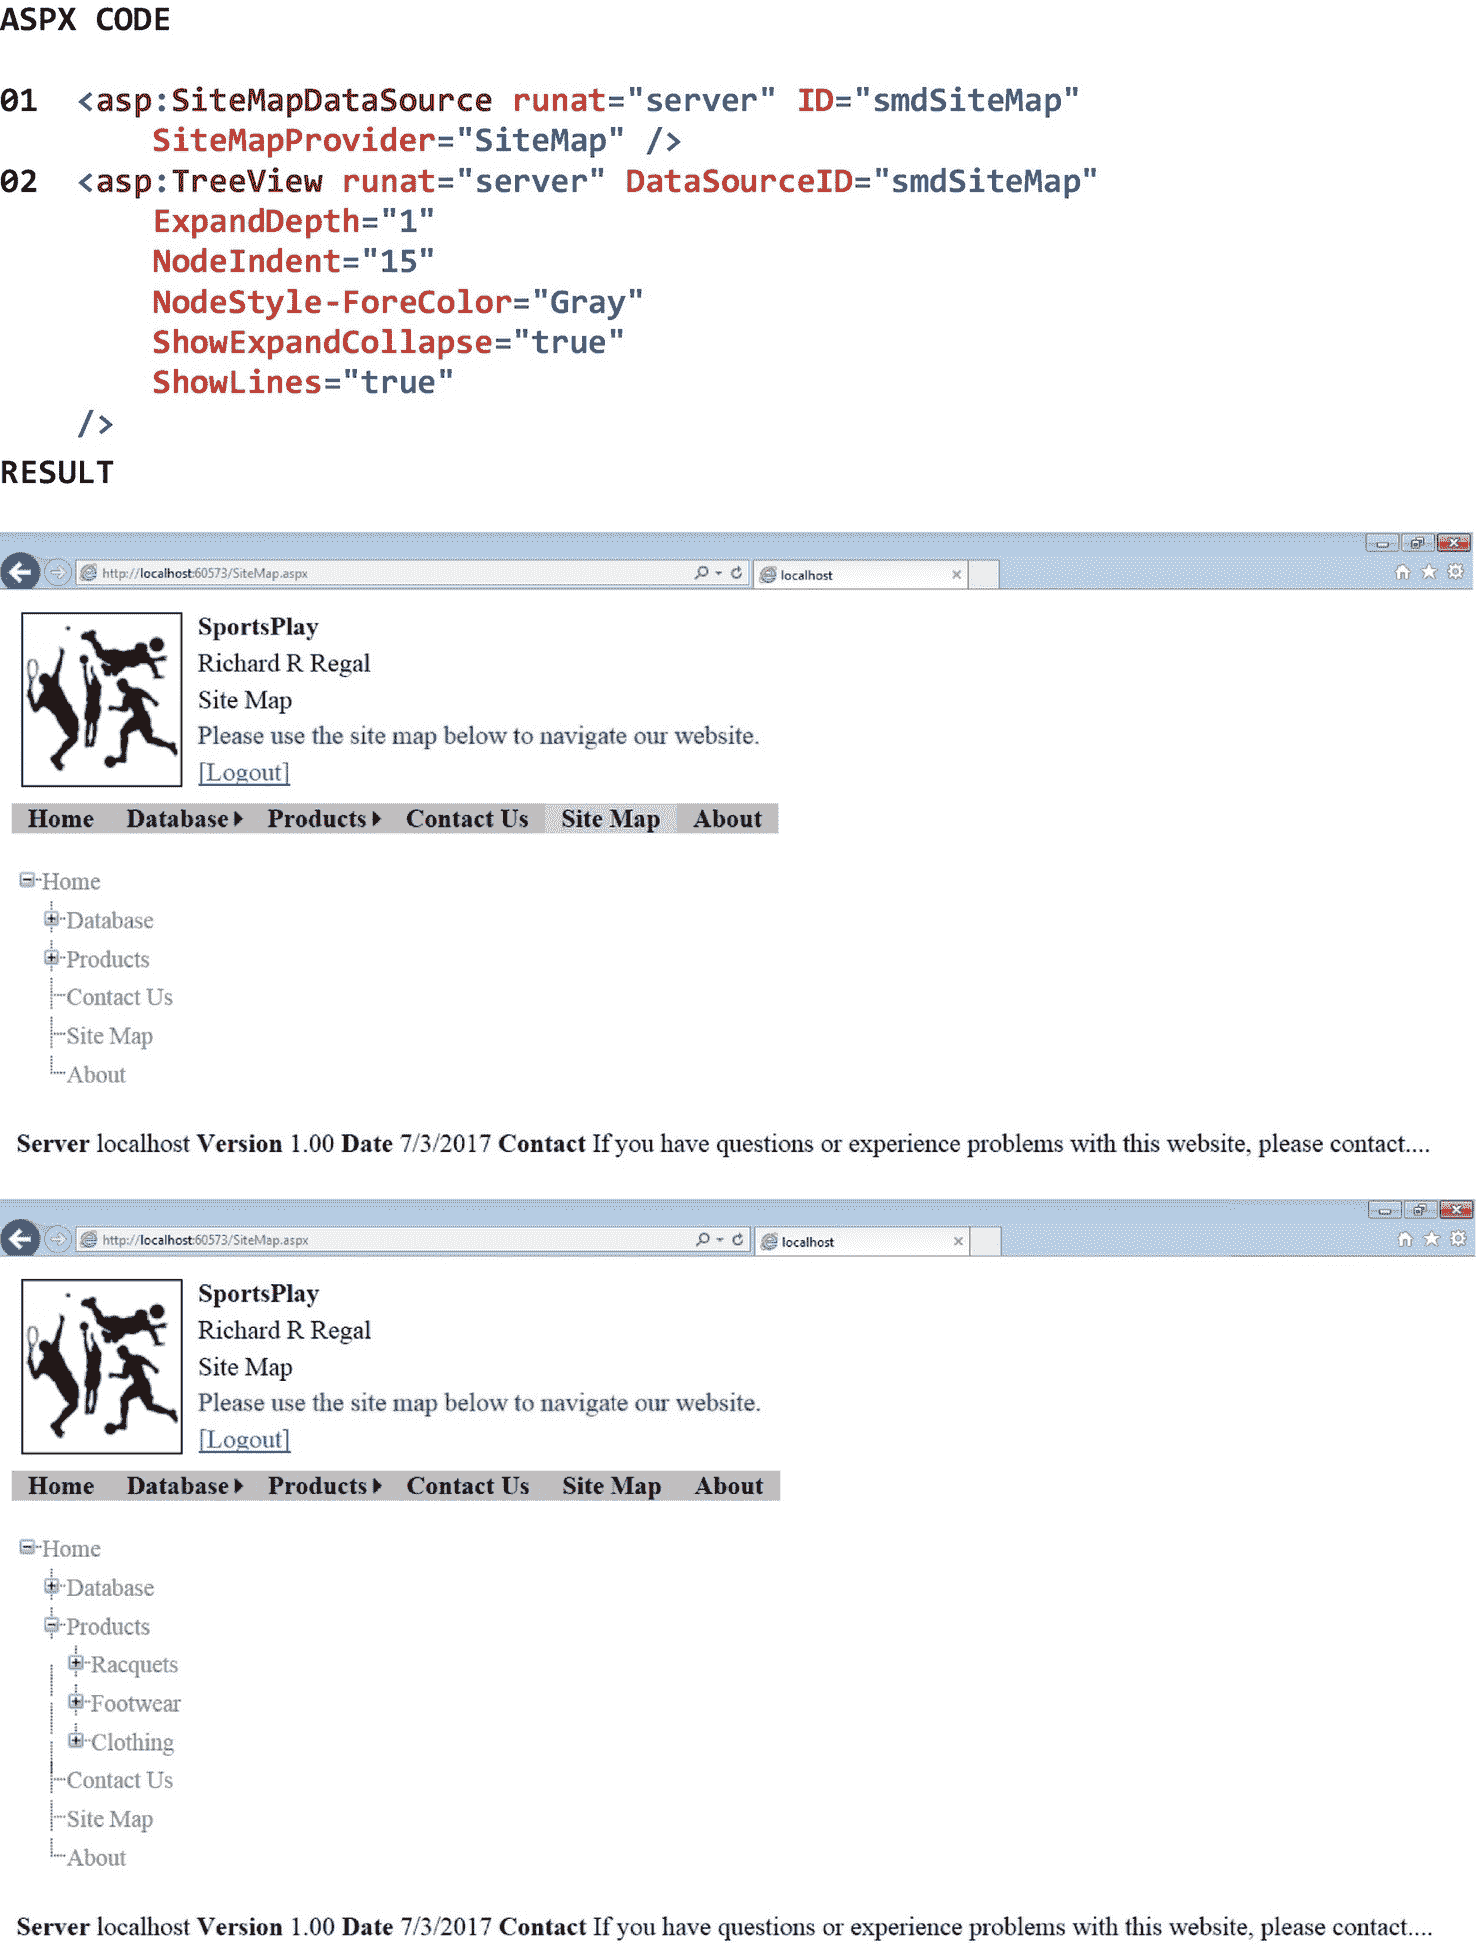 ASPX CODE
01 <asp:SiteMapDataSource runat="server" ID="smdSiteMap"
SiteMapProvider="SiteMap" />
02 <asp:TreeView runat="server" DataSourceID="smdSiteMap"
ExpandDepth="1"
NodeIndent="15"
NodeStyle-ForeColor="Gray"
ShowExpandCollapse="true"
ShowLines="true"
/>
RESULT
http://localhost:60573/SiteMap.aspx
localhost
SportsPlay
Richard R Regal
Site Map
Please use the site map below to navigate our website.
[Logout]
Home Database Products Contact Us Site Map About
Home
Database
Products
Contact Us
Site Map
About
Server localhost Version 1.00 Date 7/3/2017 Contact If you have questions or experience problems with this website, please contact....
http://localhost:60573/SiteMap.aspx
localhost
SportsPlay
Richard R Regal
Site Map
Please use the site map below to navigate our website.
[Logout]
Home Database Products Contact Us Site Map About
Home
Database
Products
Racquets
Footwear
Clothing
Contact Us
Site Map
About
Server localhost Version 1.00 Date 7/3/2017 Contact If you have questions or experience problems with this website, please contact....